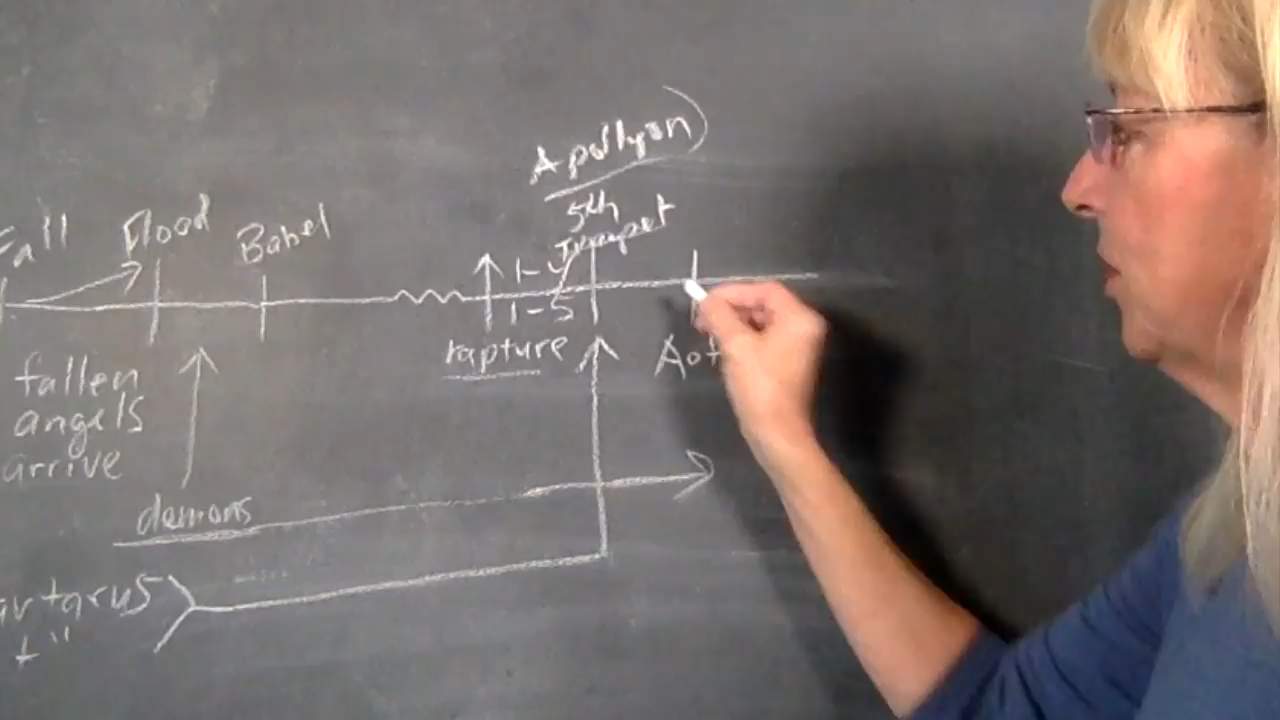 Apollyon)
5th
Trumpet
Fall
Flood
Babel
1-4
1-5
rapture
fallen
angels
arrive
demons